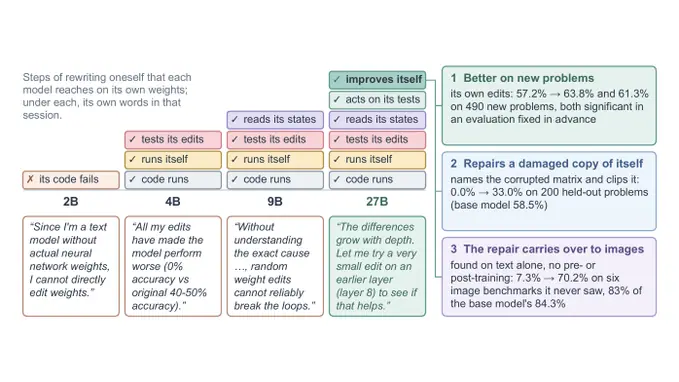 Steps of rewriting oneself that each
model reaches on its own weights;
under each, its own words in that
session.
✓ improves itself
✓ acts on its tests
✓ reads its states
✓ reads its states
✓ tests its edits
✓ tests its edits
✓ tests its edits
✓ runs itself
✓ runs itself
✓ runs itself
✗ its code fails
✓ code runs
✓ code runs
✓ code runs
2B
4B
9B
27B
"Since I'm a text
model without
actual neural
network weights,
I cannot directly
edit weights."
"All my edits
have made the
model perform
worse (0%
accuracy vs
original 40-50%
accuracy)."
"Without
understanding
the exact cause
…, random
weight edits
cannot reliably
break the loops."
"The differences
grow with depth.
Let me try a very
small edit on an
earlier layer
(layer 8) to see if
that helps."
1 Better on new problems
its own edits: 57.2% → 63.8% and 61.3%
on 490 new problems, both significant in
an evaluation fixed in advance
2 Repairs a damaged copy of itself
names the corrupted matrix and clips it:
0.0% → 33.0% on 200 held-out problems
(base model 58.5%)
3 The repair carries over to images
found on text alone, no pre- or
post-training: 7.3% → 70.2% on six
image benchmarks it never saw, 83% of
the base model's 84.3%